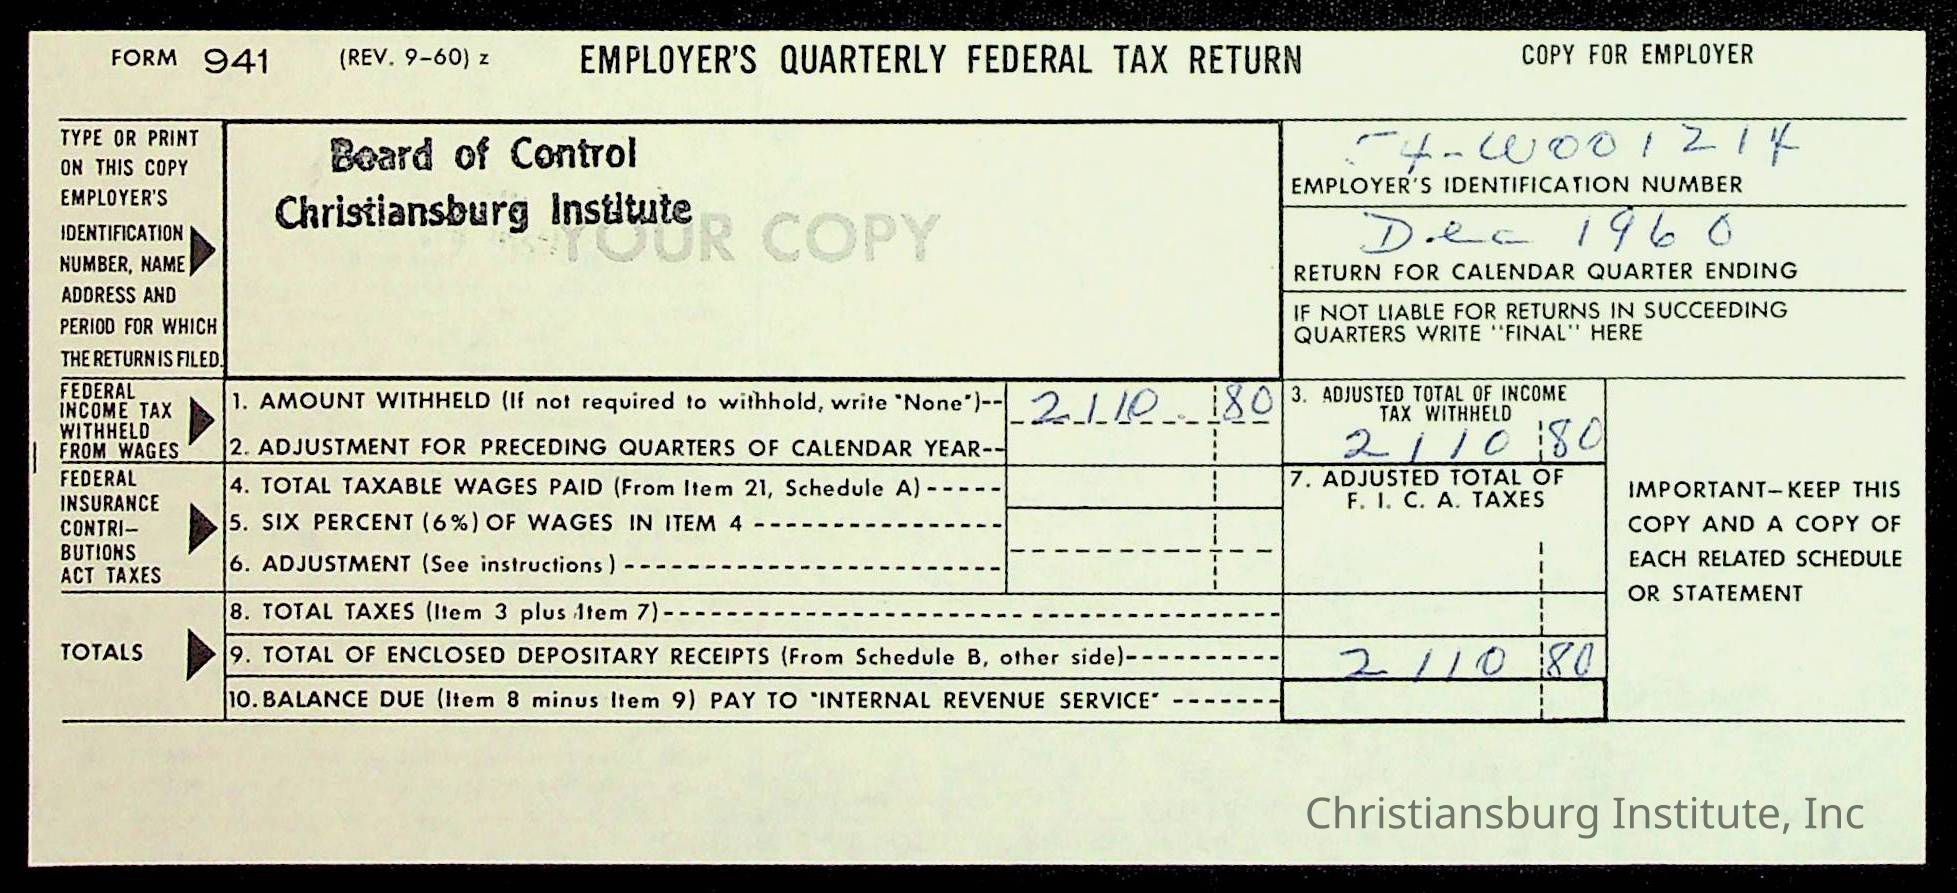 FORM 941 (REV. 9-60) z EMPLOYER'S QUARTERLY FEDERAL TAX RETURN COPY FOR EMPLOYER
TYPE OR PRINT
ON THIS COPY
EMPLOYER'S
IDENTIFICATION
NUMBER, NAME
ADDRESS AND
PERIOD FOR WHICH
THE RETURN IS FILED.
Board of Control
Christiansburg Institute
YOUR COPY
54-W001214
EMPLOYER'S IDENTIFICATION NUMBER
Dec 1960
RETURN FOR CALENDAR QUARTER ENDING
IF NOT LIABLE FOR RETURNS IN SUCCEEDING
QUARTERS WRITE "FINAL" HERE
FEDERAL
INCOME TAX
WITHHELD
FROM WAGES
1. AMOUNT WITHHELD (If not required to withhold, write "None")-- 2110. 80
2. ADJUSTMENT FOR PRECEDING QUARTERS OF CALENDAR YEAR--
3. ADJUSTED TOTAL OF INCOME
TAX WITHHELD
2110 80
FEDERAL
INSURANCE
CONTRI-
BUTIONS
ACT TAXES
4. TOTAL TAXABLE WAGES PAID (From Item 21, Schedule A)-----
5. SIX PERCENT (6%) OF WAGES IN ITEM 4 ----------------
6. ADJUSTMENT (See instructions) ------------------------
7. ADJUSTED TOTAL OF
F. I. C. A. TAXES
IMPORTANT-KEEP THIS
COPY AND A COPY OF
EACH RELATED SCHEDULE
OR STATEMENT
TOTALS
8. TOTAL TAXES (Item 3 plus Item 7)----------------------------------------
9. TOTAL OF ENCLOSED DEPOSITARY RECEIPTS (From Schedule B, other side)---------- 2110 80
10. BALANCE DUE (Item 8 minus Item 9) PAY TO "INTERNAL REVENUE SERVICE" -------
Christiansburg Institute, Inc